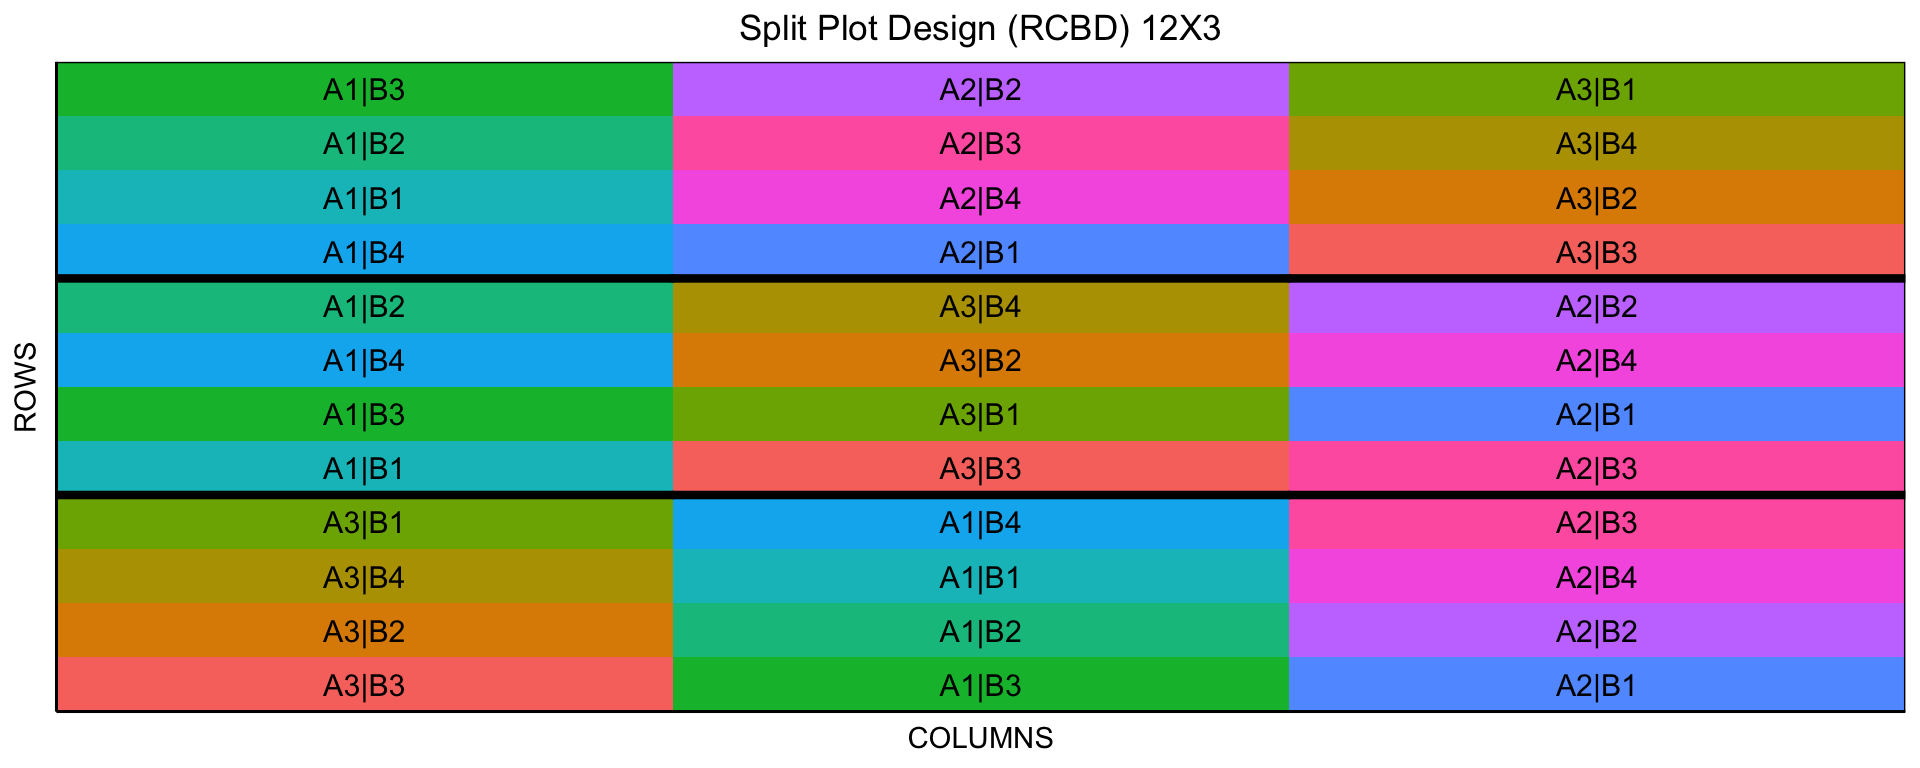 Split Plot Design (RCBD) 12X3
A1|B3 A2|B2 A3|B1
A1|B2 A2|B3 A3|B4
A1|B1 A2|B4 A3|B2
A1|B4 A2|B1 A3|B3
A1|B2 A3|B4 A2|B2
A1|B4 A3|B2 A2|B4
A1|B3 A3|B1 A2|B1
A1|B1 A3|B3 A2|B3
A3|B1 A1|B4 A2|B3
A3|B4 A1|B1 A2|B4
A3|B2 A1|B2 A2|B2
A3|B3 A1|B3 A2|B1
ROWS
COLUMNS